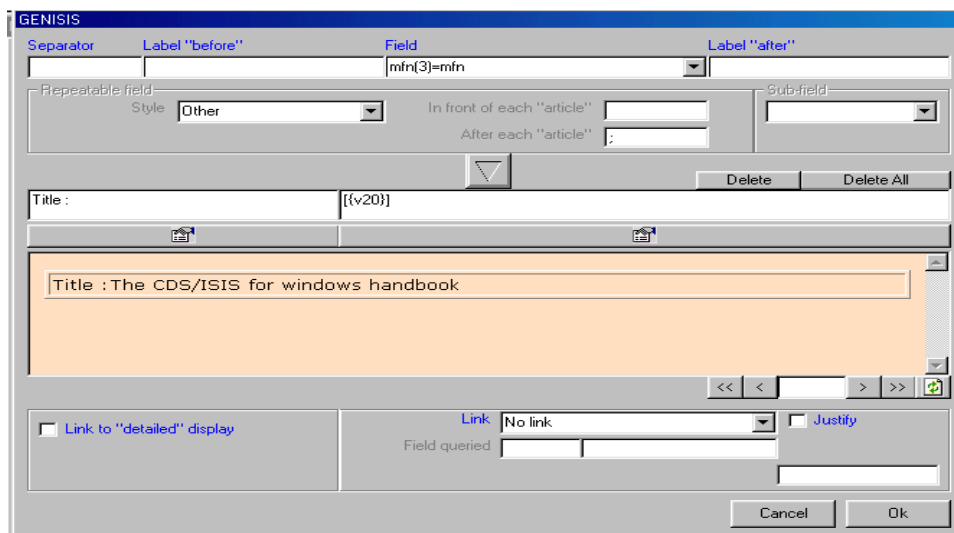 GENISIS
Separator Label "before" Field Label "after"
mfn(3)=mfn
Repeatable field Sub-field
Style Other In front of each "article"
After each "article" ;
Delete Delete All
Title : [{v20}]
Title :The CDS/ISIS for windows handbook
<< < > >>
Link to "detailed" display Link No link Justify
Field queried
Cancel Ok